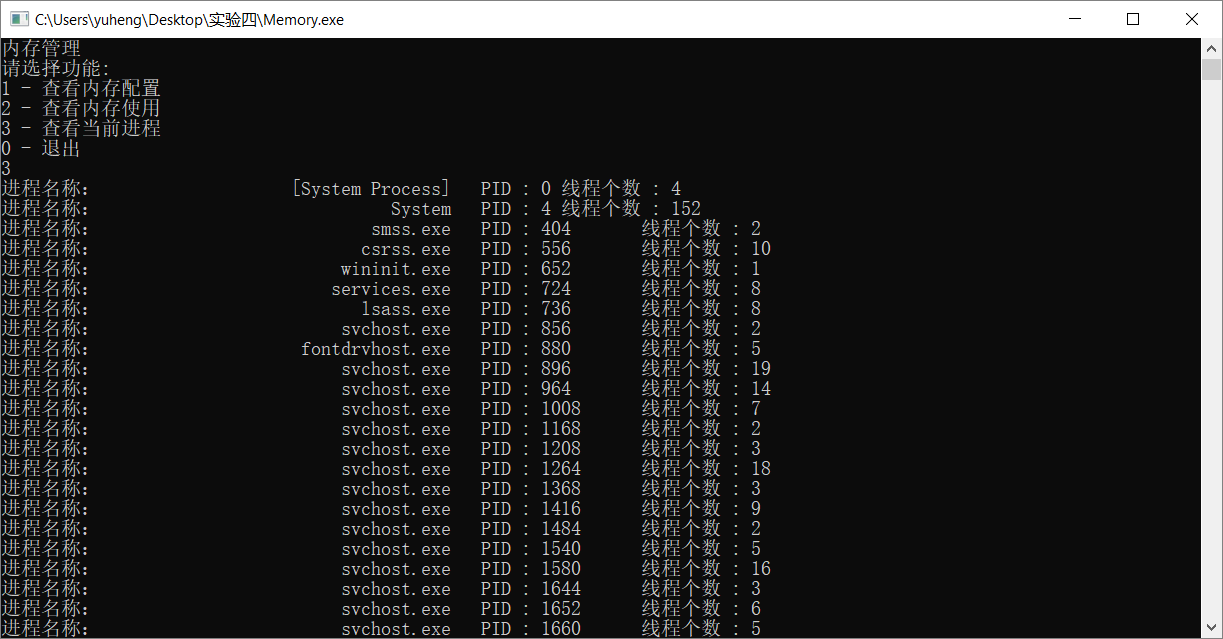 C:\Users\yuheng\Desktop\实验四\Memory.exe
内存管理
请选择功能:
1 - 查看内存配置
2 - 查看内存使用
3 - 查看当前进程
0 - 退出
3
进程名称: [System Process] PID : 0 线程个数 : 4
进程名称: System PID : 4 线程个数 : 152
进程名称: smss.exe PID : 404 线程个数 : 2
进程名称: csrss.exe PID : 556 线程个数 : 10
进程名称: wininit.exe PID : 652 线程个数 : 1
进程名称: services.exe PID : 724 线程个数 : 8
进程名称: lsass.exe PID : 736 线程个数 : 8
进程名称: svchost.exe PID : 856 线程个数 : 2
进程名称: fontdrvhost.exe PID : 880 线程个数 : 5
进程名称: svchost.exe PID : 896 线程个数 : 19
进程名称: svchost.exe PID : 964 线程个数 : 14
进程名称: svchost.exe PID : 1008 线程个数 : 7
进程名称: svchost.exe PID : 1168 线程个数 : 2
进程名称: svchost.exe PID : 1208 线程个数 : 3
进程名称: svchost.exe PID : 1264 线程个数 : 18
进程名称: svchost.exe PID : 1368 线程个数 : 3
进程名称: svchost.exe PID : 1416 线程个数 : 9
进程名称: svchost.exe PID : 1484 线程个数 : 2
进程名称: svchost.exe PID : 1540 线程个数 : 5
进程名称: svchost.exe PID : 1580 线程个数 : 16
进程名称: svchost.exe PID : 1644 线程个数 : 3
进程名称: svchost.exe PID : 1652 线程个数 : 6
进程名称: svchost.exe PID : 1660 线程个数 : 5